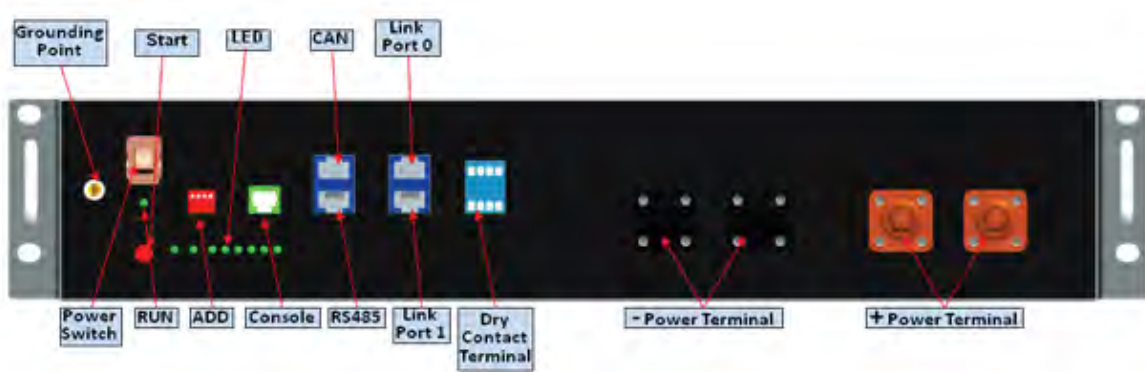 Grounding
Point
Start
LED
CAN
Link
Port 0
Power
Switch
RUN
ADD
Console
RS485
Link
Port 1
Dry
Contact
Terminal
- Power Terminal
+ Power Terminal